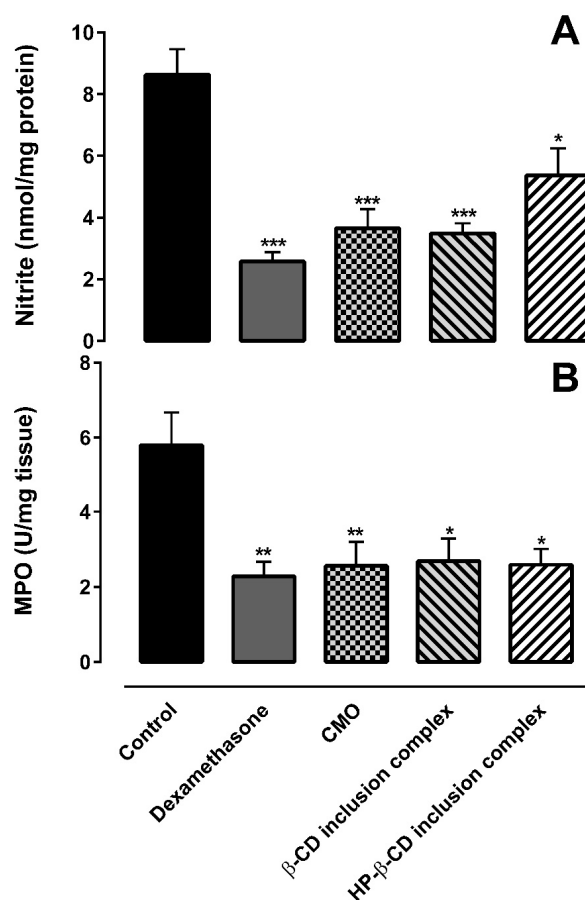 A
Nitrite (nmol/mg protein)
10
8
6
4
2
0
***
***
***
*
B
MPO (U/mg tissue)
8
6
4
2
0
**
**
*
*
Control
Dexamethasone
CMO
β-CD inclusion complex
HP-β-CD inclusion complex